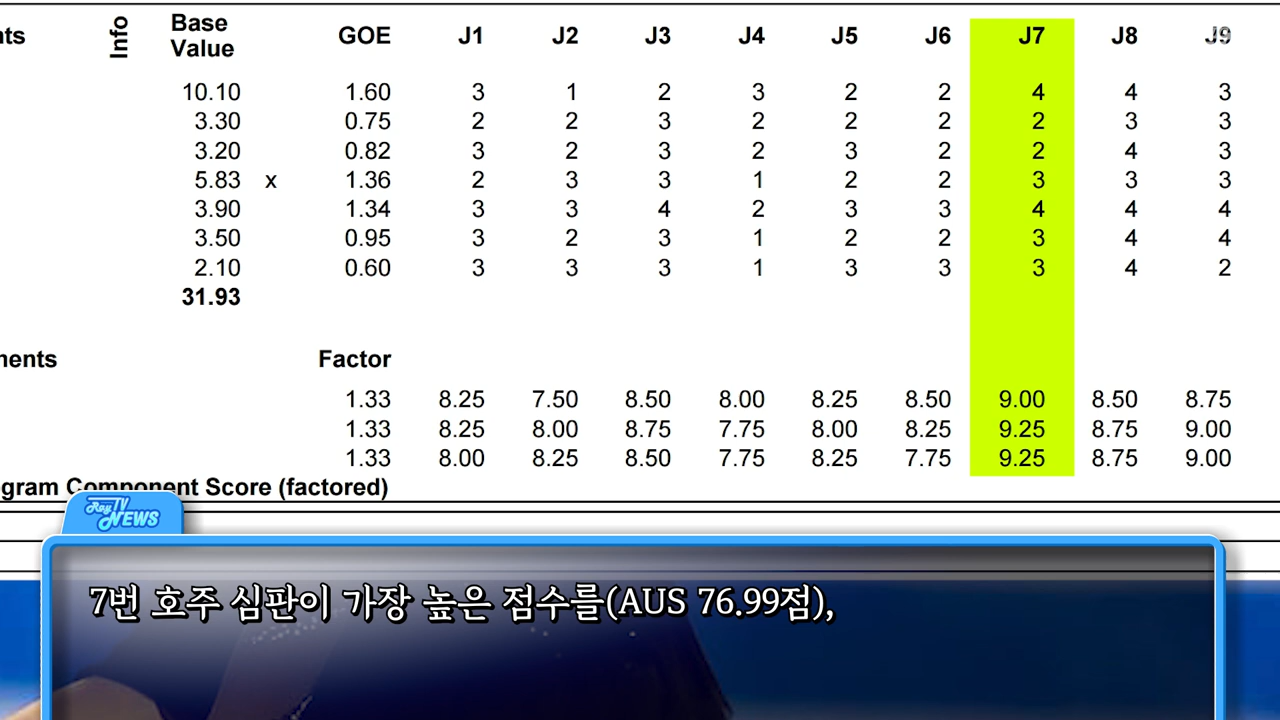 nts Info Base Value GOE J1 J2 J3 J4 J5 J6 J7 J8 J9
10.10 1.60 3 1 2 3 2 2 4 4 3
3.30 0.75 2 2 3 2 2 2 2 3 3
3.20 0.82 3 2 3 2 3 2 2 4 3
5.83 x 1.36 2 3 3 1 2 2 3 3 3
3.90 1.34 3 3 4 2 3 3 4 4 4
3.50 0.95 3 2 3 1 2 2 3 4 4
2.10 0.60 3 3 3 1 3 3 3 4 2
31.93
nents Factor
1.33 8.25 7.50 8.50 8.00 8.25 8.50 9.00 8.50 8.75
1.33 8.25 8.00 8.75 7.75 8.00 8.25 9.25 8.75 9.00
1.33 8.00 8.25 8.50 7.75 8.25 7.75 9.25 8.75 9.00
gram Component Score (factored)
RoyTV
NEWS
7번 호주 심판이 가장 높은 점수를(AUS 76.99점),